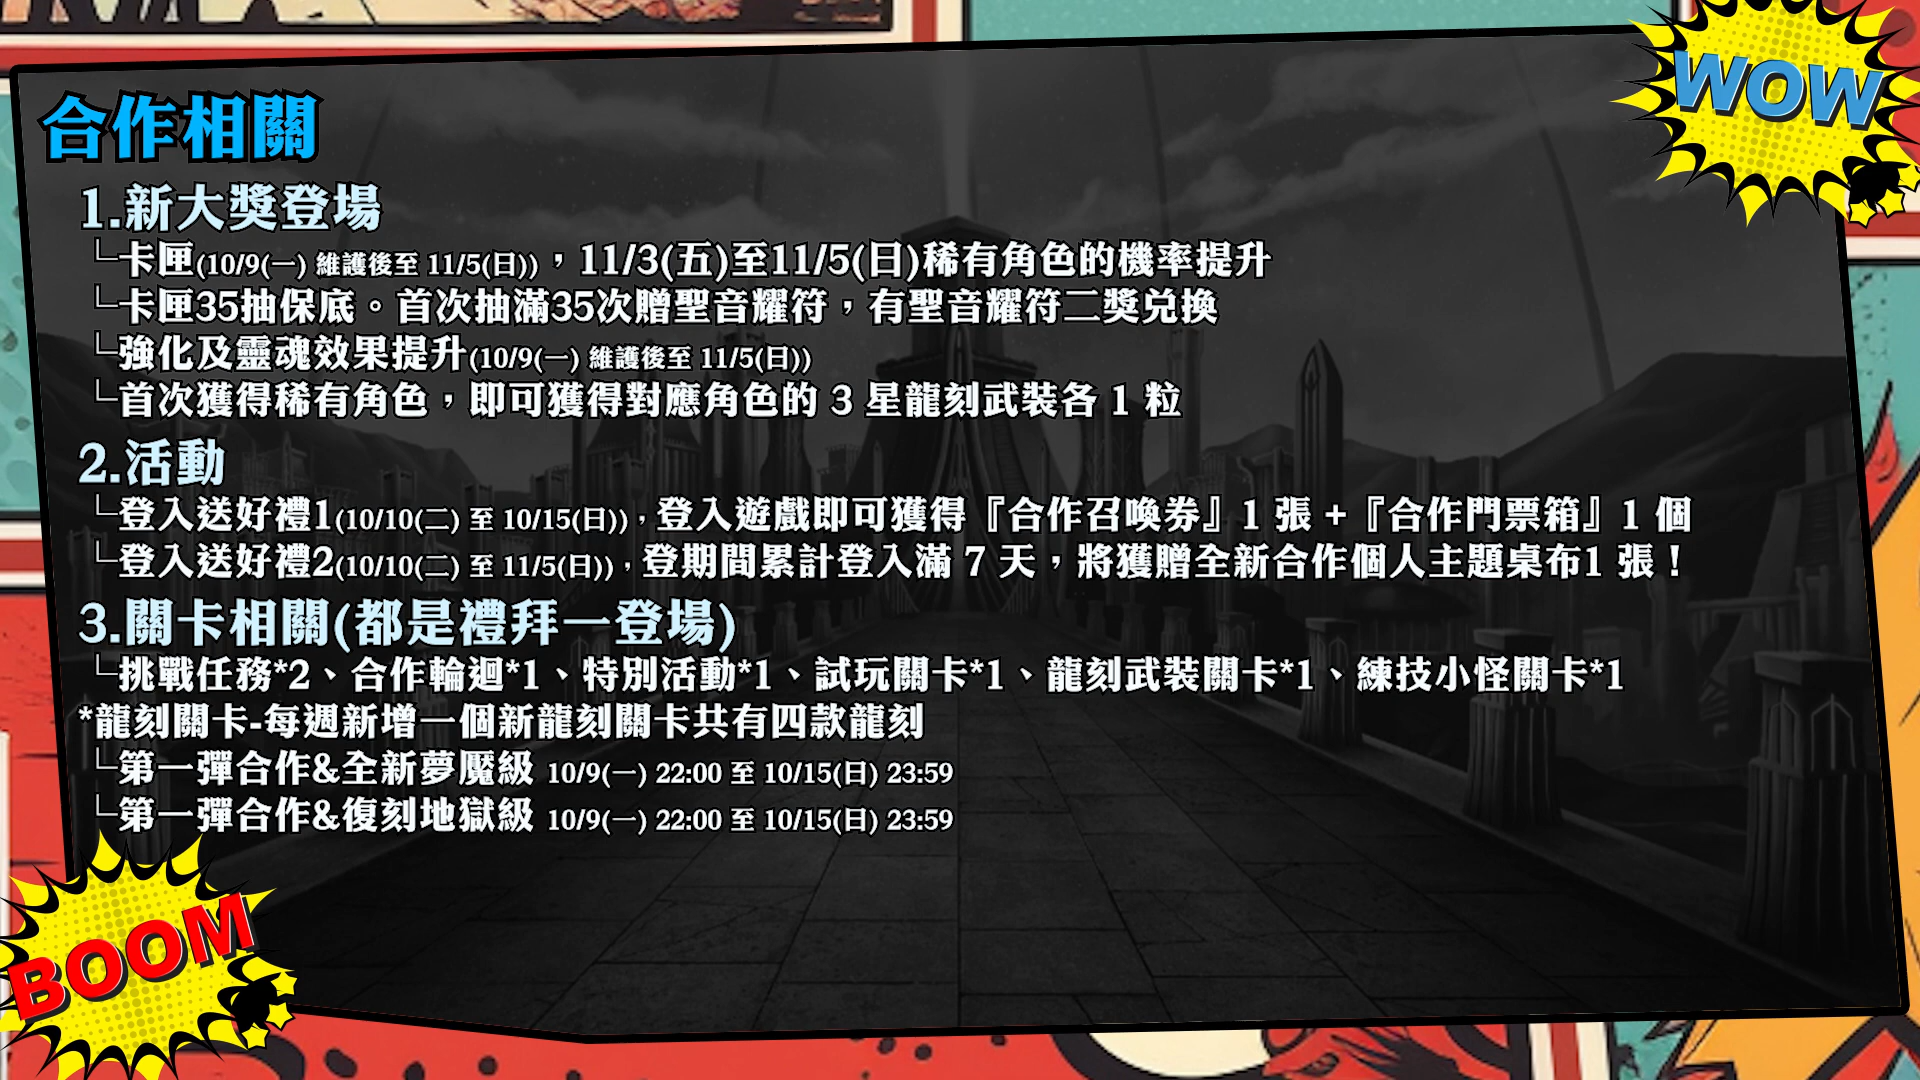 WOW
合作相關
1.新大獎登場
└卡匣(10/9(一) 維護後至 11/5(日))，11/3(五)至11/5(日)稀有角色的機率提升
└卡匣35抽保底。首次抽滿35次贈聖音耀符，有聖音耀符二獎兌換
└強化及靈魂效果提升(10/9(一) 維護後至 11/5(日))
└首次獲得稀有角色，即可獲得對應角色的 3 星龍刻武裝各 1 粒
2.活動
└登入送好禮1(10/10(二) 至 10/15(日))，登入遊戲即可獲得『合作召喚券』1 張 +『合作門票箱』1 個
└登入送好禮2(10/10(二) 至 11/5(日))，登期間累計登入滿 7 天，將獲贈全新合作個人主題桌布1 張！
3.關卡相關(都是禮拜一登場)
└挑戰任務*2、合作輪迴*1、特別活動*1、試玩關卡*1、龍刻武裝關卡*1、練技小怪關卡*1
*龍刻關卡-每週新增一個新龍刻關卡共有四款龍刻
└第一彈合作&全新夢魘級 10/9(一) 22:00 至 10/15(日) 23:59
└第一彈合作&復刻地獄級 10/9(一) 22:00 至 10/15(日) 23:59
BOOM